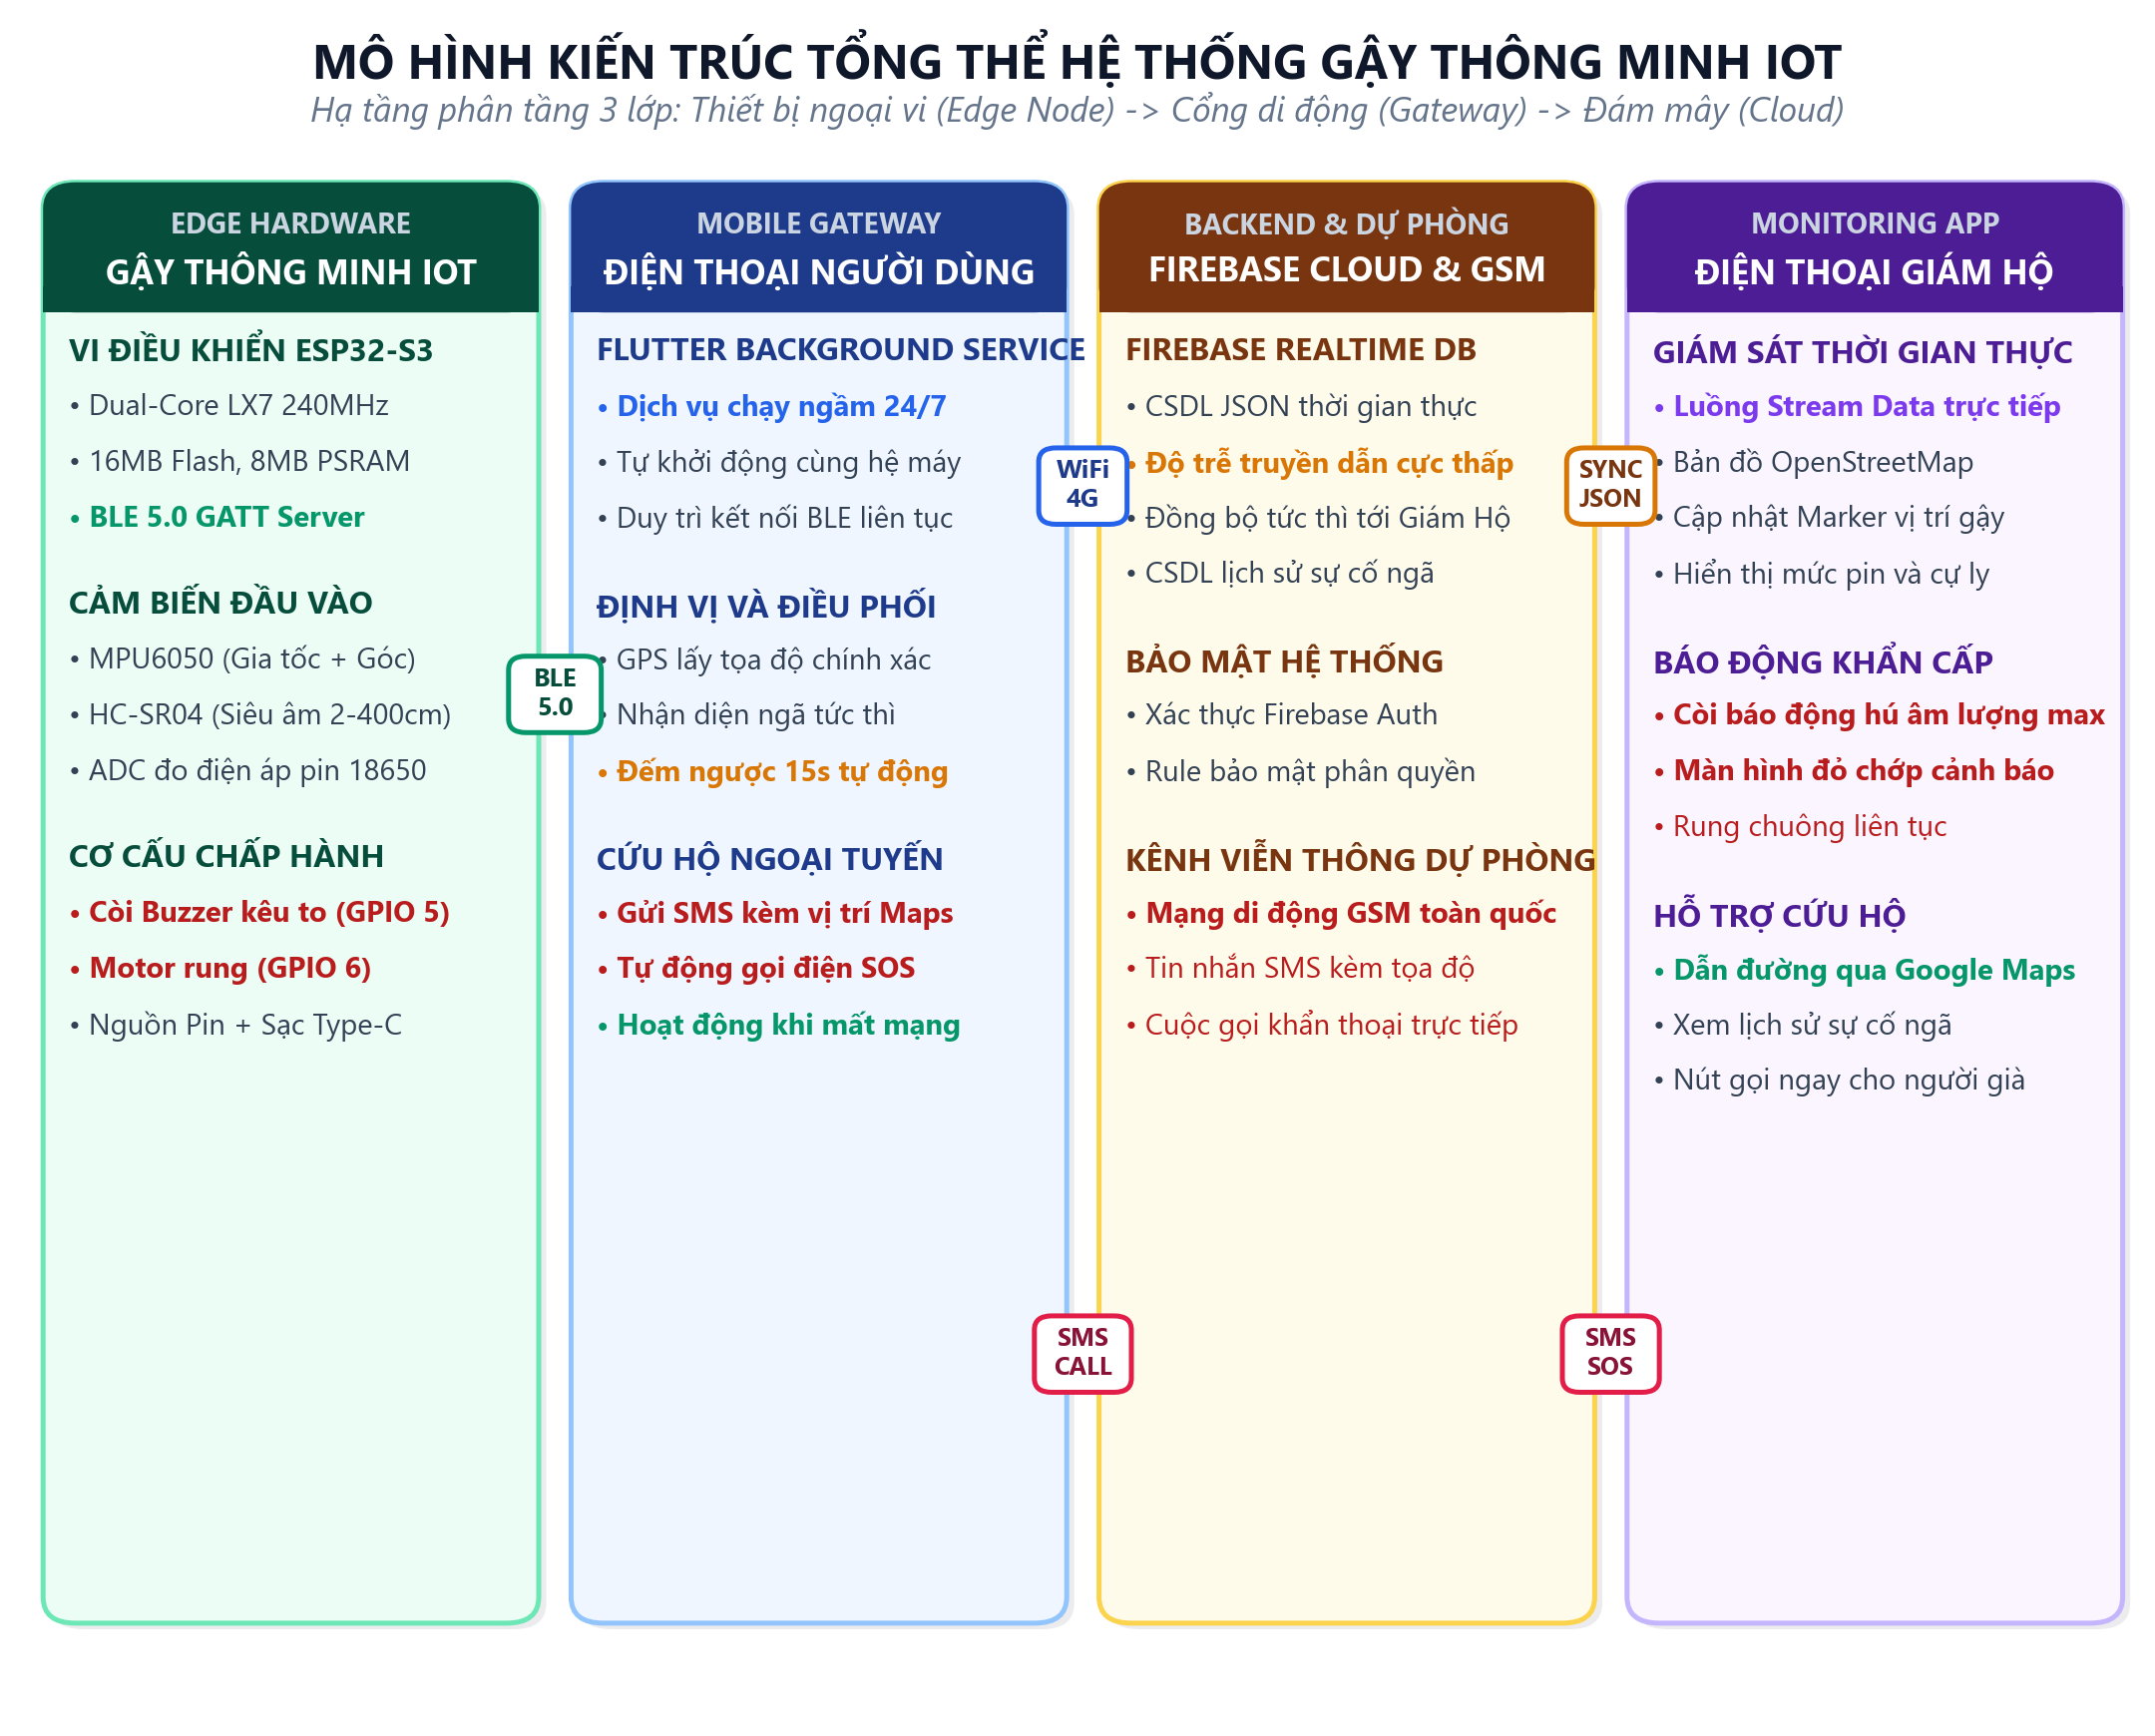 MÔ HÌNH KIẾN TRÚC TỔNG THỂ HỆ THỐNG GẬY THÔNG MINH IOT
Hạ tầng phân tầng 3 lớp: Thiết bị ngoại vi (Edge Node) -> Cổng di động (Gateway) -> Đám mây (Cloud)
EDGE HARDWARE
GẬY THÔNG MINH IOT
VI ĐIỀU KHIỂN ESP32-S3
• Dual-Core LX7 240MHz
• 16MB Flash, 8MB PSRAM
• BLE 5.0 GATT Server
CẢM BIẾN ĐẦU VÀO
• MPU6050 (Gia tốc + Góc)
• HC-SR04 (Siêu âm 2-400cm)
• ADC đo điện áp pin 18650
CƠ CẤU CHẤP HÀNH
• Còi Buzzer kêu to (GPIO 5)
• Motor rung (GPIO 6)
• Nguồn Pin + Sạc Type-C
BLE
5.0
MOBILE GATEWAY
ĐIỆN THOẠI NGƯỜI DÙNG
FLUTTER BACKGROUND SERVICE
• Dịch vụ chạy ngầm 24/7
• Tự khởi động cùng hệ máy
• Duy trì kết nối BLE liên tục
ĐỊNH VỊ VÀ ĐIỀU PHỐI
• GPS lấy tọa độ chính xác
• Nhận diện ngã tức thì
• Đếm ngược 15s tự động
CỨU HỘ NGOẠI TUYẾN
• Gửi SMS kèm vị trí Maps
• Tự động gọi điện SOS
• Hoạt động khi mất mạng
WiFi
4G
SMS
CALL
BACKEND & DỰ PHÒNG
FIREBASE CLOUD & GSM
FIREBASE REALTIME DB
• CSDL JSON thời gian thực
• Độ trễ truyền dẫn cực thấp
• Đồng bộ tức thì tới Giám Hộ
• CSDL lịch sử sự cố ngã
BẢO MẬT HỆ THỐNG
• Xác thực Firebase Auth
• Rule bảo mật phân quyền
KÊNH VIỄN THÔNG DỰ PHÒNG
• Mạng di động GSM toàn quốc
• Tin nhắn SMS kèm tọa độ
• Cuộc gọi khẩn thoại trực tiếp
SYNC
JSON
SMS
SOS
MONITORING APP
ĐIỆN THOẠI GIÁM HỘ
GIÁM SÁT THỜI GIAN THỰC
• Luồng Stream Data trực tiếp
• Bản đồ OpenStreetMap
• Cập nhật Marker vị trí gậy
• Hiển thị mức pin và cự ly
BÁO ĐỘNG KHẨN CẤP
• Còi báo động hú âm lượng max
• Màn hình đỏ chớp cảnh báo
• Rung chuông liên tục
HỖ TRỢ CỨU HỘ
• Dẫn đường qua Google Maps
• Xem lịch sử sự cố ngã
• Nút gọi ngay cho người già